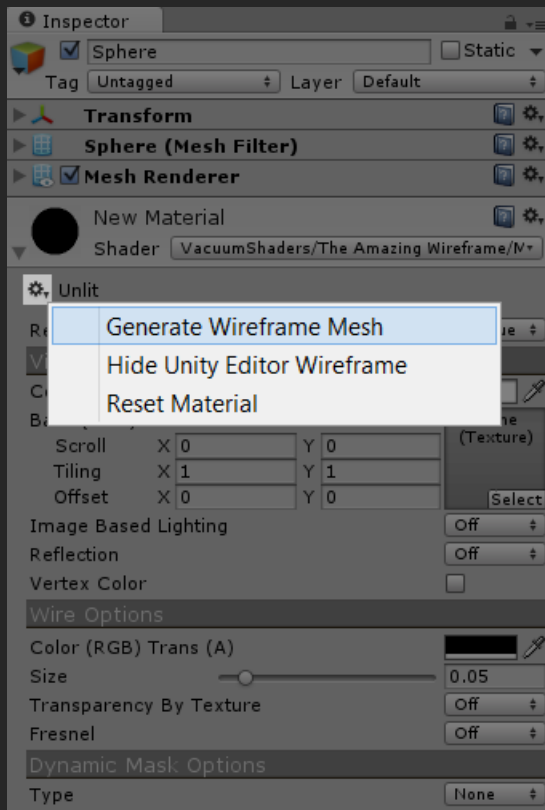 Inspector
Sphere Static
Tag Untagged Layer Default
Transform
Sphere (Mesh Filter)
Mesh Renderer
New Material
Shader VacuumShaders/The Amazing Wireframe/M
Unlit
Generate Wireframe Mesh
Hide Unity Editor Wireframe
Reset Material
(Texture)
Scroll X 0 Y 0
Tiling X 1 Y 1
Offset X 0 Y 0
Select
Image Based Lighting Off
Reflection Off
Vertex Color
Wire Options
Color (RGB) Trans (A)
Size 0.05
Transparency By Texture Off
Fresnel Off
Dynamic Mask Options
Type None